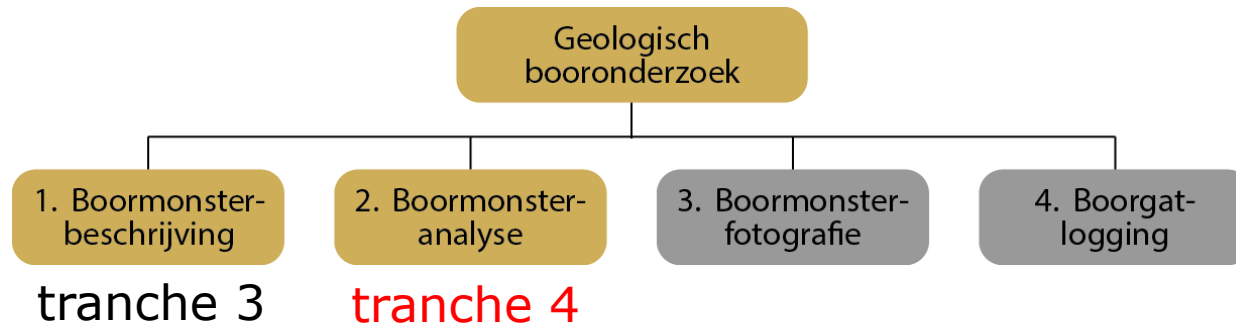 Geologisch
booronderzoek
1. Boormonster-
beschrijving
2. Boormonster-
analyse
3. Boormonster-
fotografie
4. Boorgat-
logging
tranche 3
tranche 4